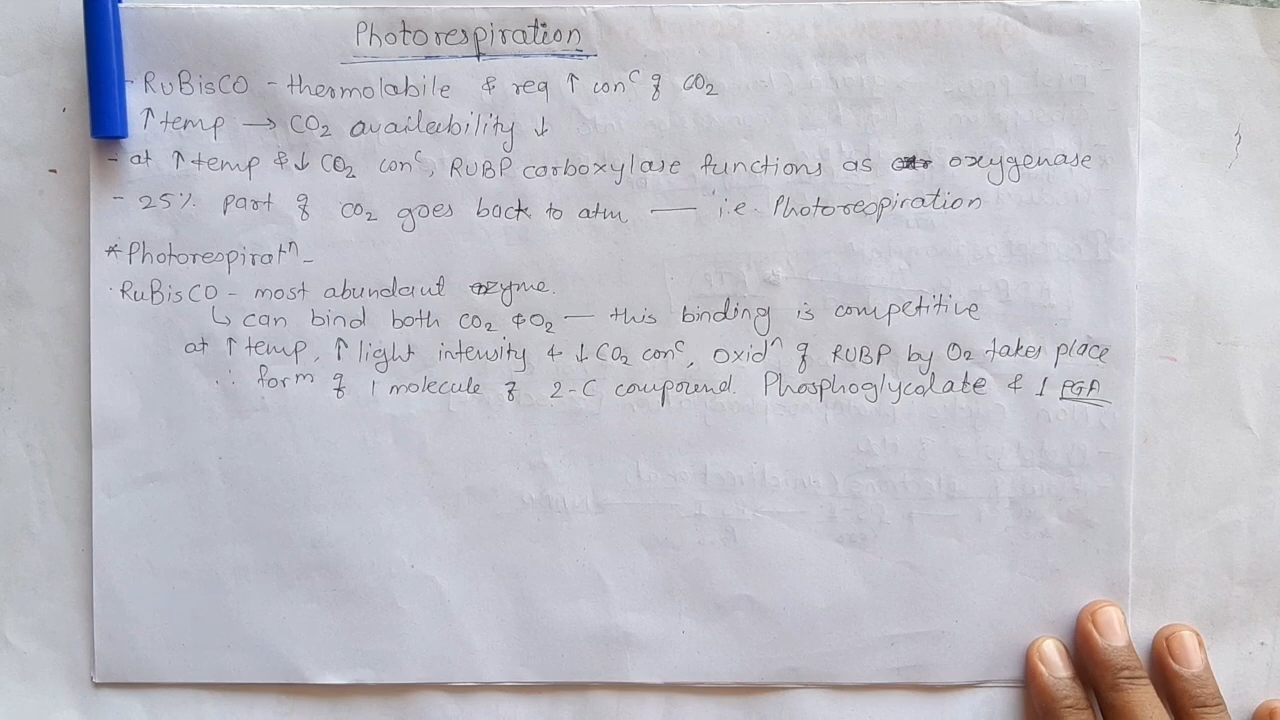 Photorespiration
- RuBisCO - thermolabile & req ↑ conc of CO2
↑ temp → CO2 availability ↓
- at ↑ temp & ↓ CO2 conc, RUBP carboxylase functions as oxygenase
- 25% part of CO2 goes back to atm — i.e. Photorespiration
* Photorespiratn -
RuBisCO - most abundant enzyme.
↳ can bind both CO2 & O2 — this binding is competitive
at ↑ temp, ↑ light intensity & ↓ CO2 conc, oxidn of RUBP by O2 takes place
∴ form of 1 molecule of 2-C compound. Phosphoglycolate & 1 PGA